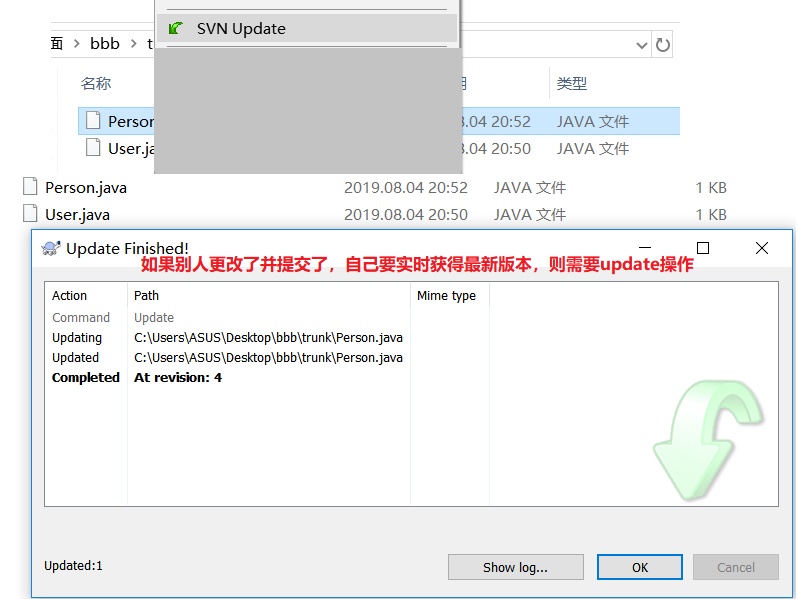 SVN Update
面 > bbb > t
名称 期 类型
Person 3.04 20:52 JAVA 文件
User.ja 3.04 20:50 JAVA 文件
Person.java 2019.08.04 20:52 JAVA 文件 1 KB
User.java 2019.08.04 20:50 JAVA 文件 1 KB
Update Finished!
如果别人更改了并提交了，自己要实时获得最新版本，则需要update操作
Action Path Mime type
Command Update
Updating C:\Users\ASUS\Desktop\bbb\trunk\Person.java
Updated C:\Users\ASUS\Desktop\bbb\trunk\Person.java
Completed At revision: 4
Updated:1
Show log... OK Cancel